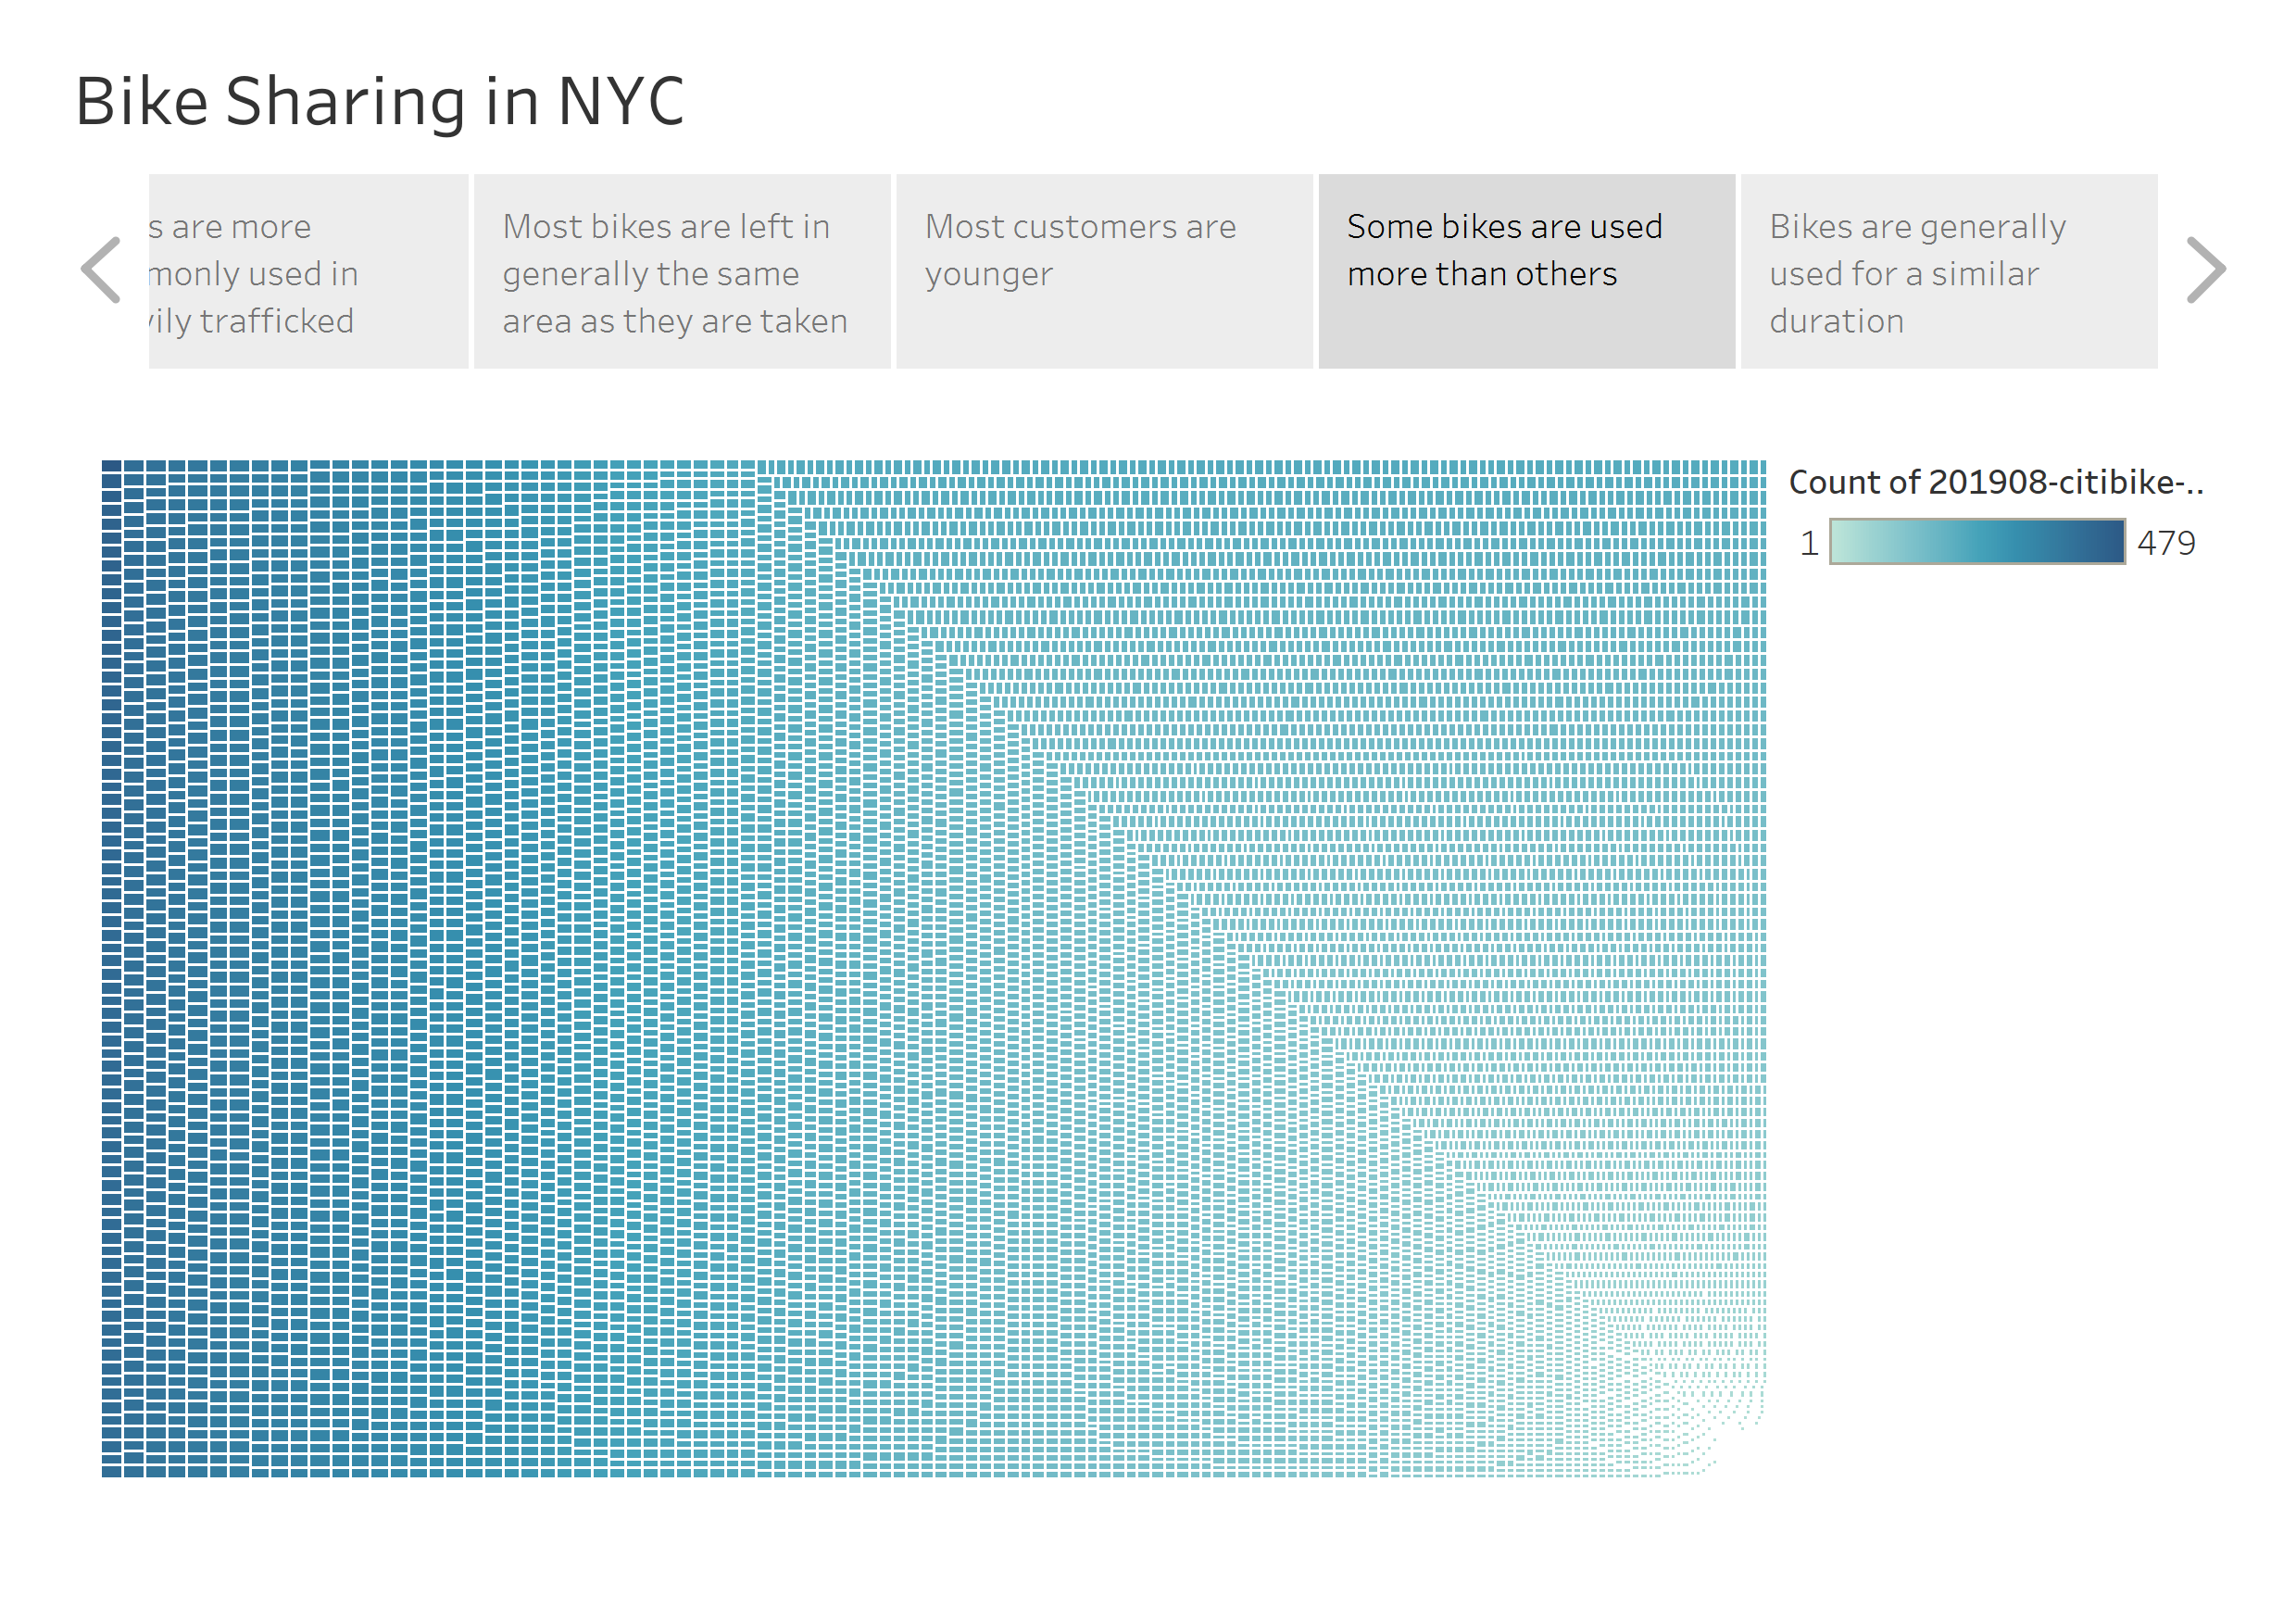 Bike Sharing in NYC
s are more
monly used in
ily trafficked
Most bikes are left in
generally the same
area as they are taken
Most customers are
younger
Some bikes are used
more than others
Bikes are generally
used for a similar
duration
Count of 201908-citibike-..
1 479